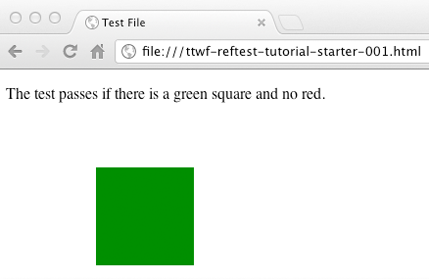 Test File
file:///ttwf-reftest-tutorial-starter-001.html
The test passes if there is a green square and no red.